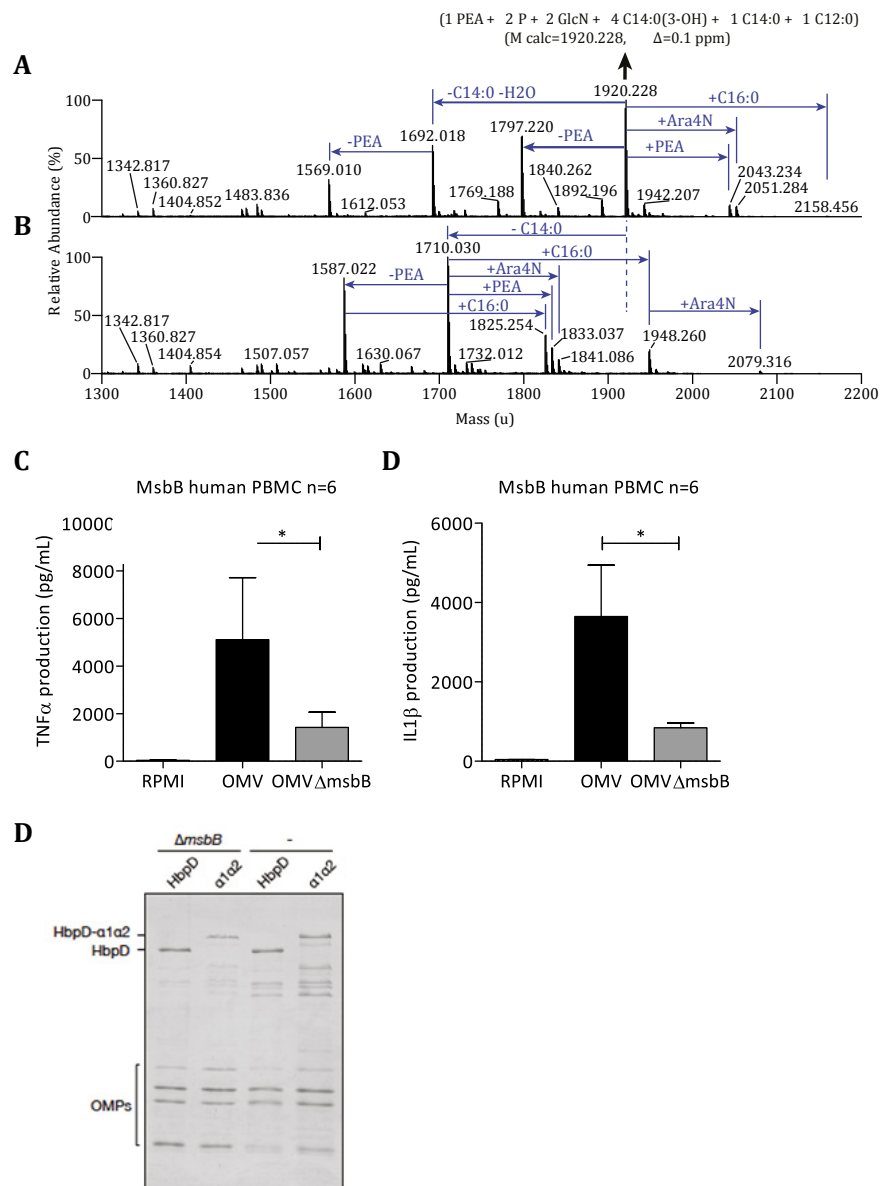 (1 PEA + 2 P + 2 GlcN + 4 C14:0(3-OH) + 1 C14:0 + 1 C12:0)
(M calc=1920.228, Δ=0.1 ppm)
A
Relative Abundance (%)
100
50
0
-C14:0 -H2O
1920.228
+C16:0
1692.018
1797.220
-PEA
-PEA
+Ara4N
+PEA
1569.010
1342.817
1360.827
1404.852
1483.836
1612.053
1769.188
1840.262
1892.196
1942.207
2043.234
2051.284
2158.456
B
100
50
0
- C14:0
1710.030
+C16:0
1587.022
-PEA
+Ara4N
+PEA
+C16:0
+Ara4N
1825.254
1833.037
1342.817
1360.827
1404.854
1507.057
1630.067
1732.012
1841.086
1948.260
2079.316
1300 1400 1500 1600 1700 1800 1900 2000 2100 2200
Mass (u)
C
MsbB human PBMC n=6
TNFα production (pg/mL)
10000
8000
6000
4000
2000
0
*
RPMI OMV OMVΔmsbB
D
MsbB human PBMC n=6
IL1β production (pg/mL)
6000
4000
2000
0
*
RPMI OMV OMVΔmsbB
D
ΔmsbB -
HbpD α1α2 HbpD α1α2
HbpD-α1α2
HbpD
OMPs